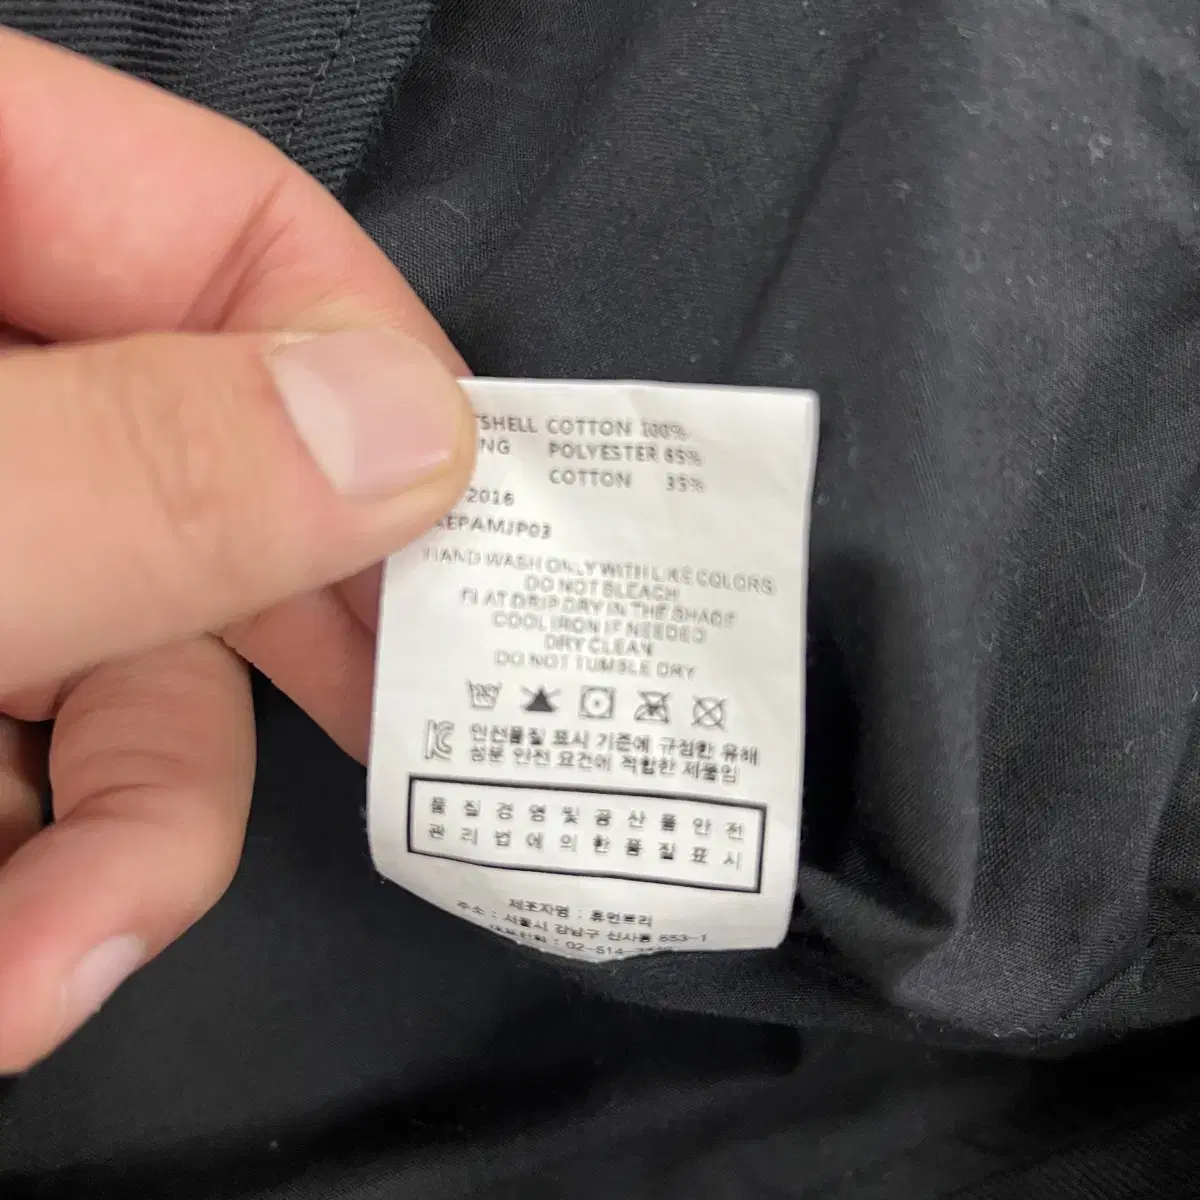 TSHELL COTTON 100%
NG POLYESTER 65%
COTTON 35%
2016
EPAMJP03
HAND WASH ONLY WITH LIKE COLORS
DO NOT BLEACH
FLAT DRIP DRY IN THE SHADE
COOL IRON IF NEEDED
DRY CLEAN
DO NOT TUMBLE DRY
안전품질 표시 기준에 규정한 유해
성분 안전 요건에 적합한 제품임
품질경영및공산품안전
관리법에의한품질표시
제조자명 : 휴먼트리
주소 : 서울시 강남구 신사동 653-1
02-514-